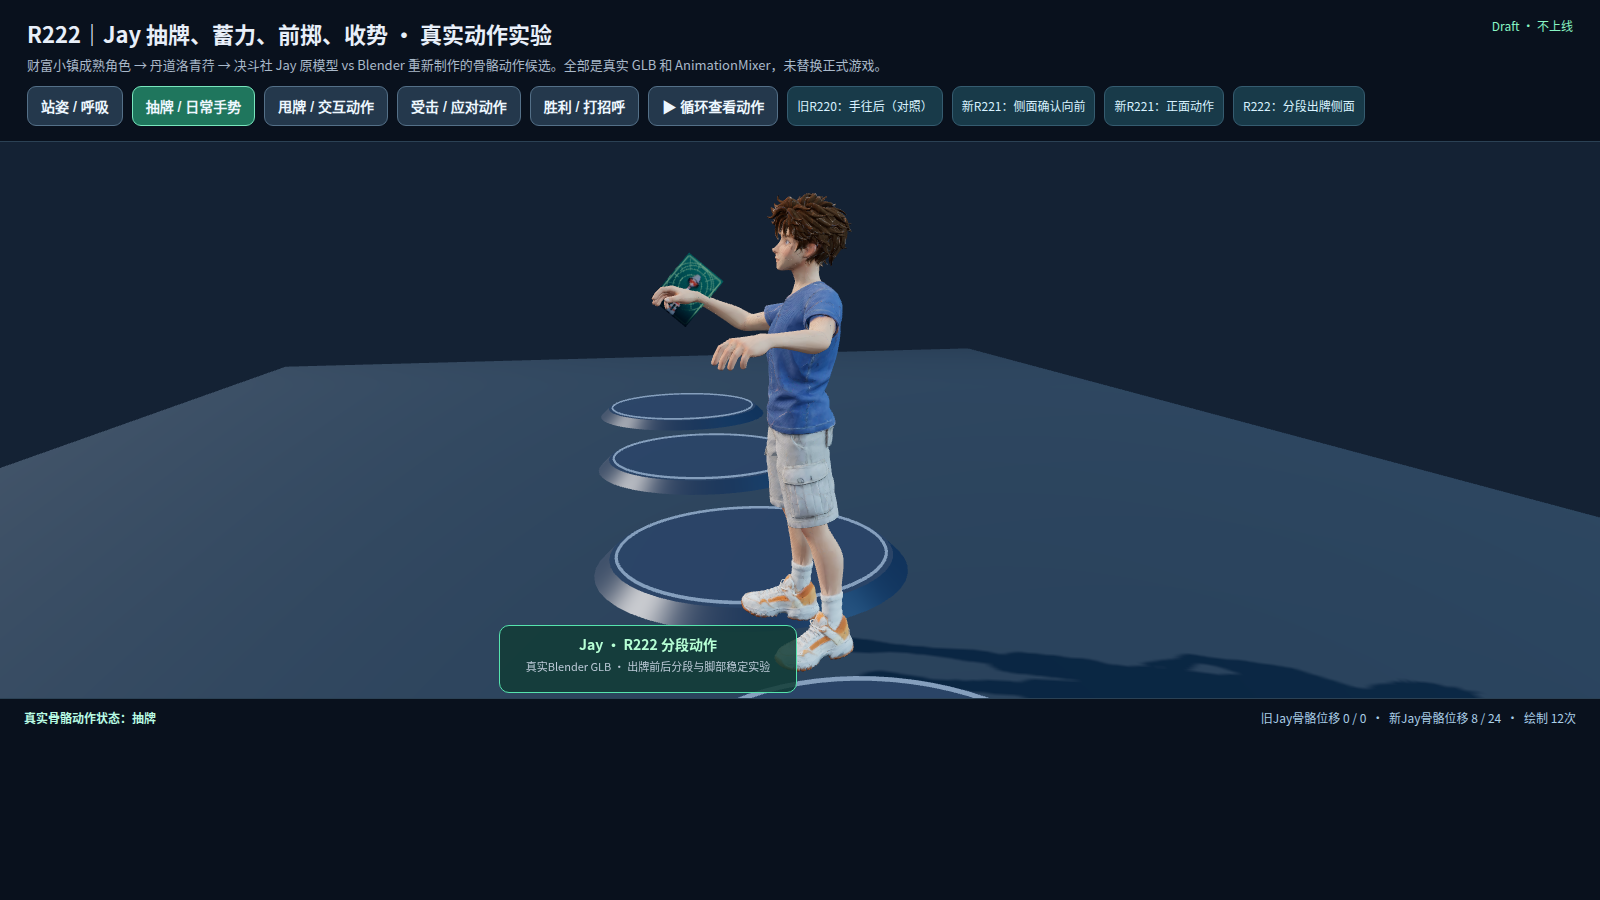 R222｜Jay 抽牌、蓄力、前掷、收势 · 真实动作实验
Draft · 不上线
财富小镇成熟角色 → 丹道洛青荇 → 决斗社 Jay 原模型 vs Blender 重新制作的骨骼动作候选。全部是真实 GLB 和 AnimationMixer，未替换正式游戏。
站姿 / 呼吸
抽牌 / 日常手势
甩牌 / 交互动作
受击 / 应对动作
胜利 / 打招呼
▶ 循环查看动作
旧R220：手往后（对照）
新R221：侧面确认向前
新R221：正面动作
R222：分段出牌侧面
Jay · R222 分段动作
真实Blender GLB · 出牌前后分段与脚部稳定实验
真实骨骼动作状态：抽牌
旧Jay骨骼位移 0 / 0 · 新Jay骨骼位移 8 / 24 · 绘制 12次